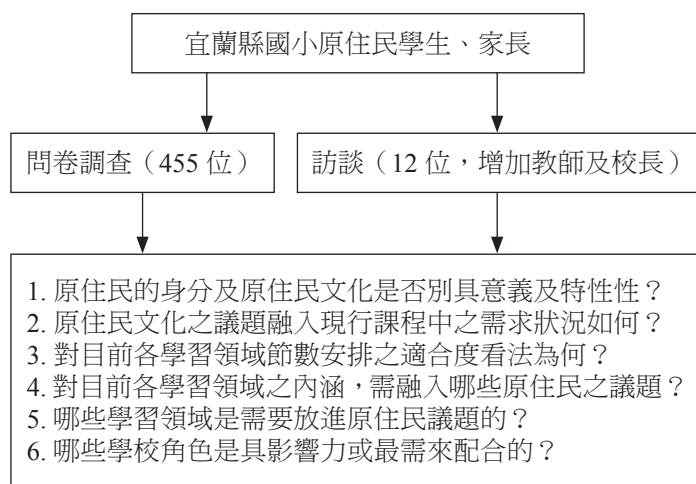 宜蘭縣國小原住民學生、家長
問卷調查（455 位）
訪談（12 位，增加教師及校長）
1. 原住民的身分及原住民文化是否別具意義及特性性？
2. 原住民文化之議題融入現行課程中之需求狀況如何？
3. 對目前各學習領域節數安排之適合度看法為何？
4. 對目前各學習領域之內涵，需融入哪些原住民之議題？
5. 哪些學習領域是需要放進原住民議題的？
6. 哪些學校角色是具影響力或最需來配合的？